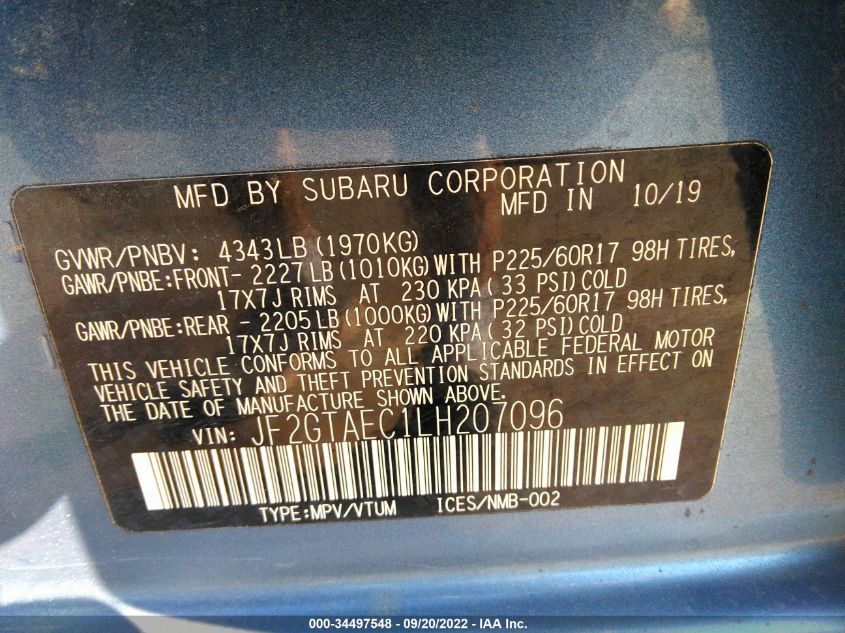 MFD BY SUBARU CORPORATION
MFD IN 10/19
GVWR/PNBV: 4343LB(1970KG)
GAWR/PNBE:FRONT- 2227LB(1010KG)WITH P225/60R17 98H TIRES,
17X7J RIMS AT 230 KPA( 33 PSI)COLD
GAWR/PNBE:REAR - 2205LB(1000KG)WITH P225/60R17 98H TIRES,
17X7J RIMS AT 220 KPA( 32 PSI)COLD
THIS VEHICLE CONFORMS TO ALL APPLICABLE FEDERAL MOTOR
VEHICLE SAFETY AND THEFT PREVENTION STANDARDS IN EFFECT ON
THE DATE OF MANUFACTURE SHOWN ABOVE.
VIN: JF2GTAEC1LH207096
TYPE:MPV/VTUM ICES/NMB-002
000-34497548 - 09/20/2022 - IAA Inc.